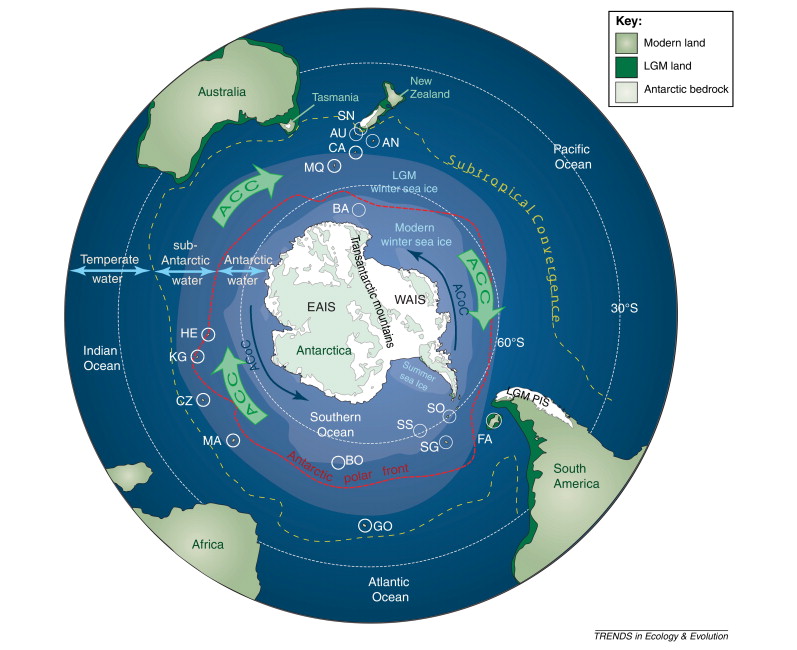 Key:
Modern land
LGM land
Antarctic bedrock
Australia
Tasmania
New
Zealand
SN
AU
AN
CA
MQ
Pacific
Ocean
Subtropical Convergence
LGM
winter sea ice
ACC
BA
Modern
winter sea ice
Temperate
water
sub-
Antarctic
water
Antarctic
water
Transantarctic mountains
EAIS
WAIS
ACoC
ACC
30°S
60°S
HE
KG
Indian
Ocean
Antarctica
ACoC
Summer
sea ice
ACC
CZ
MA
Southern
Ocean
SO
SS
SG
FA
LGM PIS
BO
Antarctic polar front
South
America
GO
Africa
Atlantic
Ocean
TRENDS in Ecology & Evolution